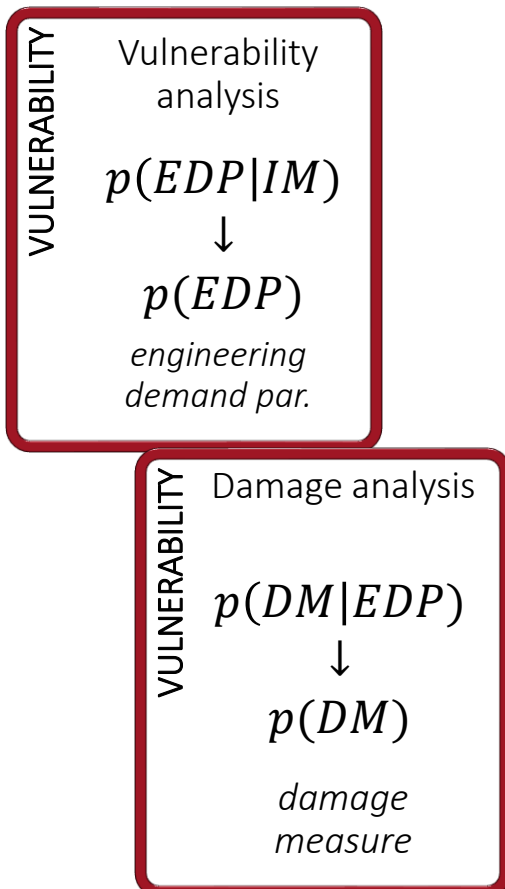 VULNERABILITY
Vulnerability
analysis
p(EDP|IM)
↓
p(EDP)
engineering
demand par.
VULNERABILITY
Damage analysis
p(DM|EDP)
↓
p(DM)
damage
measure